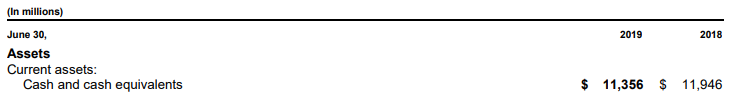 (In millions)
June 30, 2019 2018
Assets
Current assets:
Cash and cash equivalents $ 11,356 $ 11,946